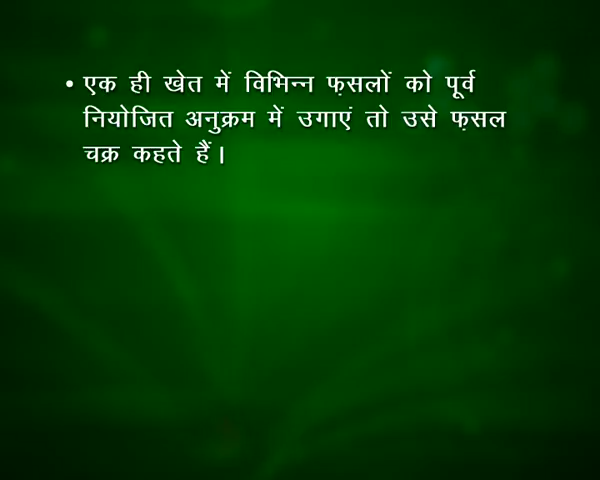 • एक ही खेत में विभिन्न फ़सलों को पूर्व
नियोजित अनुक्रम में उगाएं तो उसे फ़सल
चक्र कहते हैं।